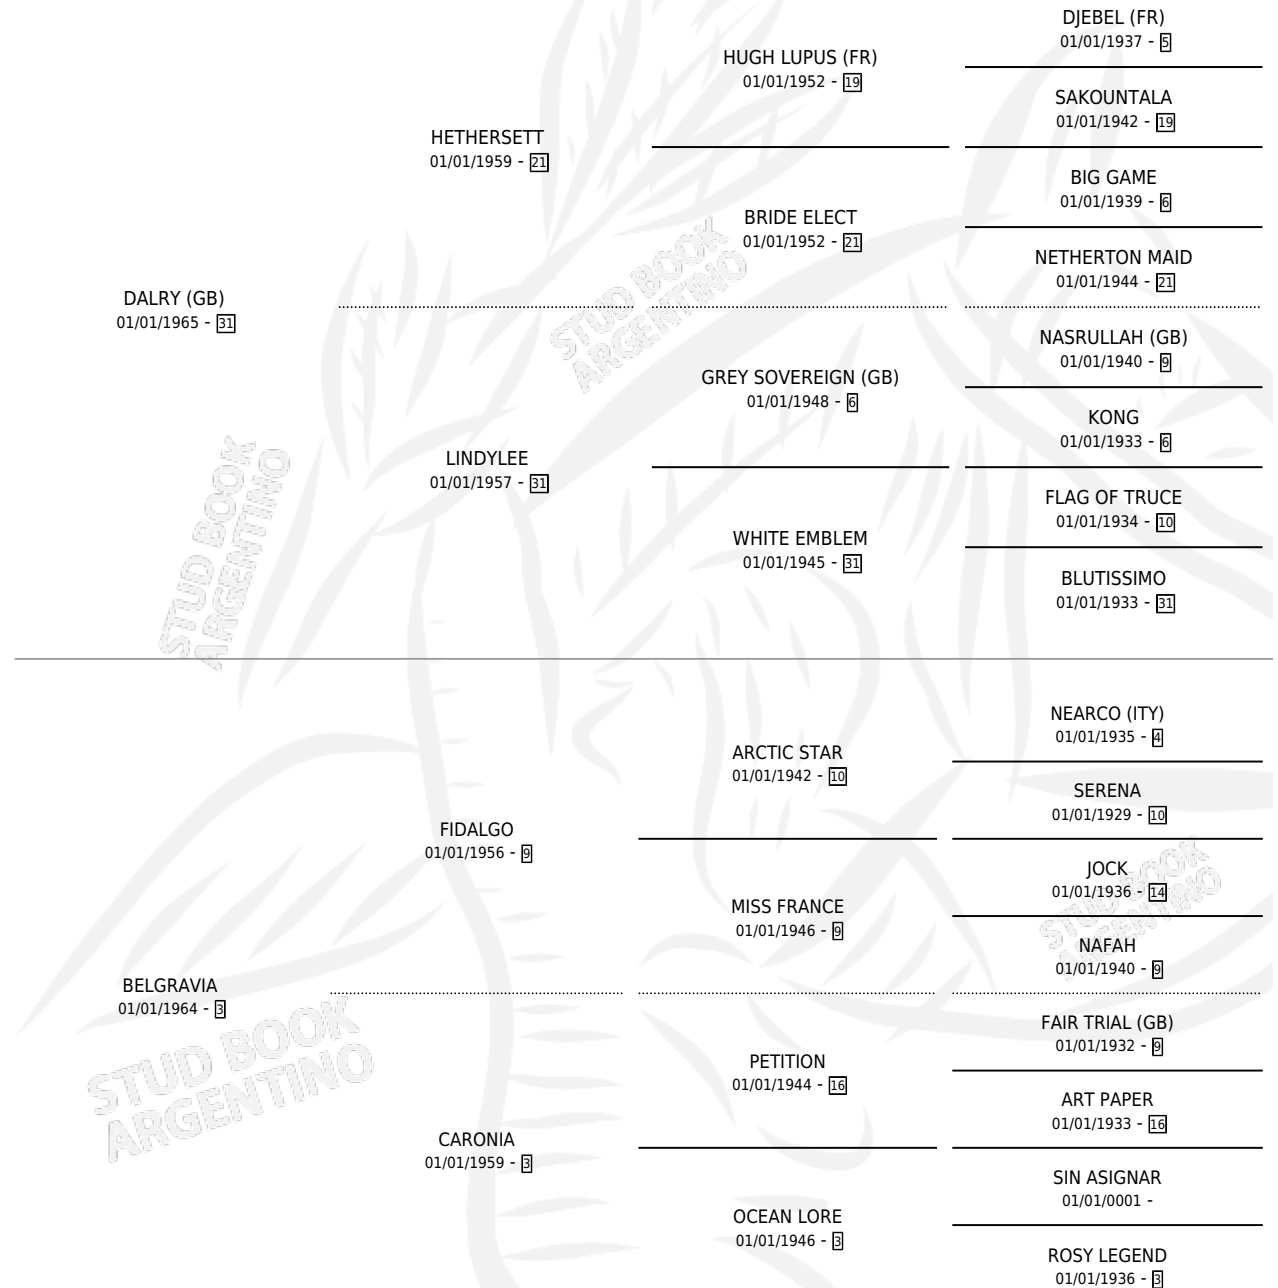 DJEBEL (FR)
01/01/1937 - 5
HUGH LUPUS (FR)
01/01/1952 - 19
SAKOUNTALA
01/01/1942 - 19
HETHERSETT
01/01/1959 - 21
BIG GAME
01/01/1939 - 6
BRIDE ELECT
01/01/1952 - 21
NETHERTON MAID
01/01/1944 - 21
DALRY (GB)
01/01/1965 - 31
NASRULLAH (GB)
01/01/1940 - 9
GREY SOVEREIGN (GB)
01/01/1948 - 6
KONG
01/01/1933 - 6
LINDYLEE
01/01/1957 - 31
FLAG OF TRUCE
01/01/1934 - 10
WHITE EMBLEM
01/01/1945 - 31
BLUTISSIMO
01/01/1933 - 31
STUD BOOK
ARGENTINO
STUD BOOK
ARGENTINO
NEARCO (ITY)
01/01/1935 - 4
ARCTIC STAR
01/01/1942 - 10
SERENA
01/01/1929 - 10
FIDALGO
01/01/1956 - 9
JOCK
01/01/1936 - 14
MISS FRANCE
01/01/1946 - 9
NAFAH
01/01/1940 - 9
STUD BOOK
ARGENTINO
BELGRAVIA
01/01/1964 - 3
FAIR TRIAL (GB)
01/01/1932 - 9
PETITION
01/01/1944 - 16
ART PAPER
01/01/1933 - 16
STUD BOOK
ARGENTINO
CARONIA
01/01/1959 - 3
SIN ASIGNAR
01/01/0001 -
OCEAN LORE
01/01/1946 - 3
ROSY LEGEND
01/01/1936 - 3